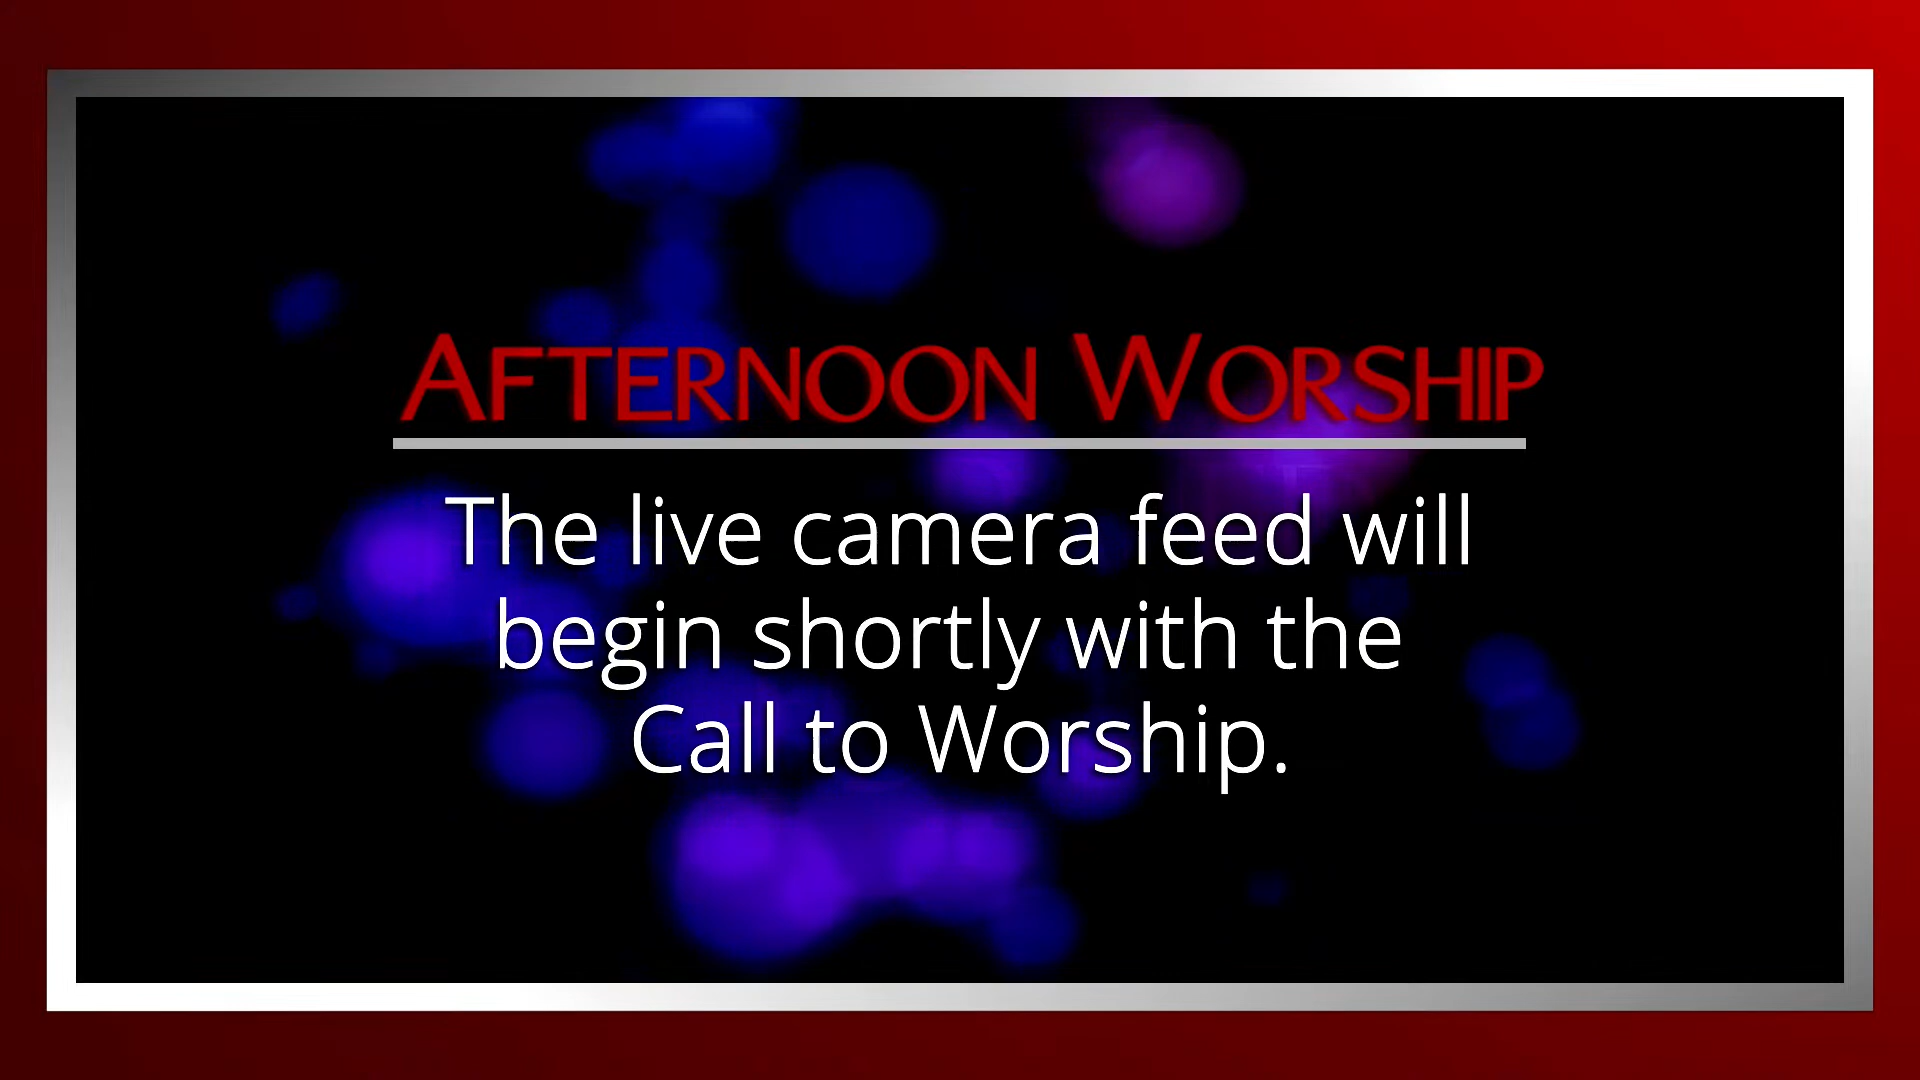 AFTERNOON WORSHIP
The live camera feed will
begin shortly with the
Call to Worship.